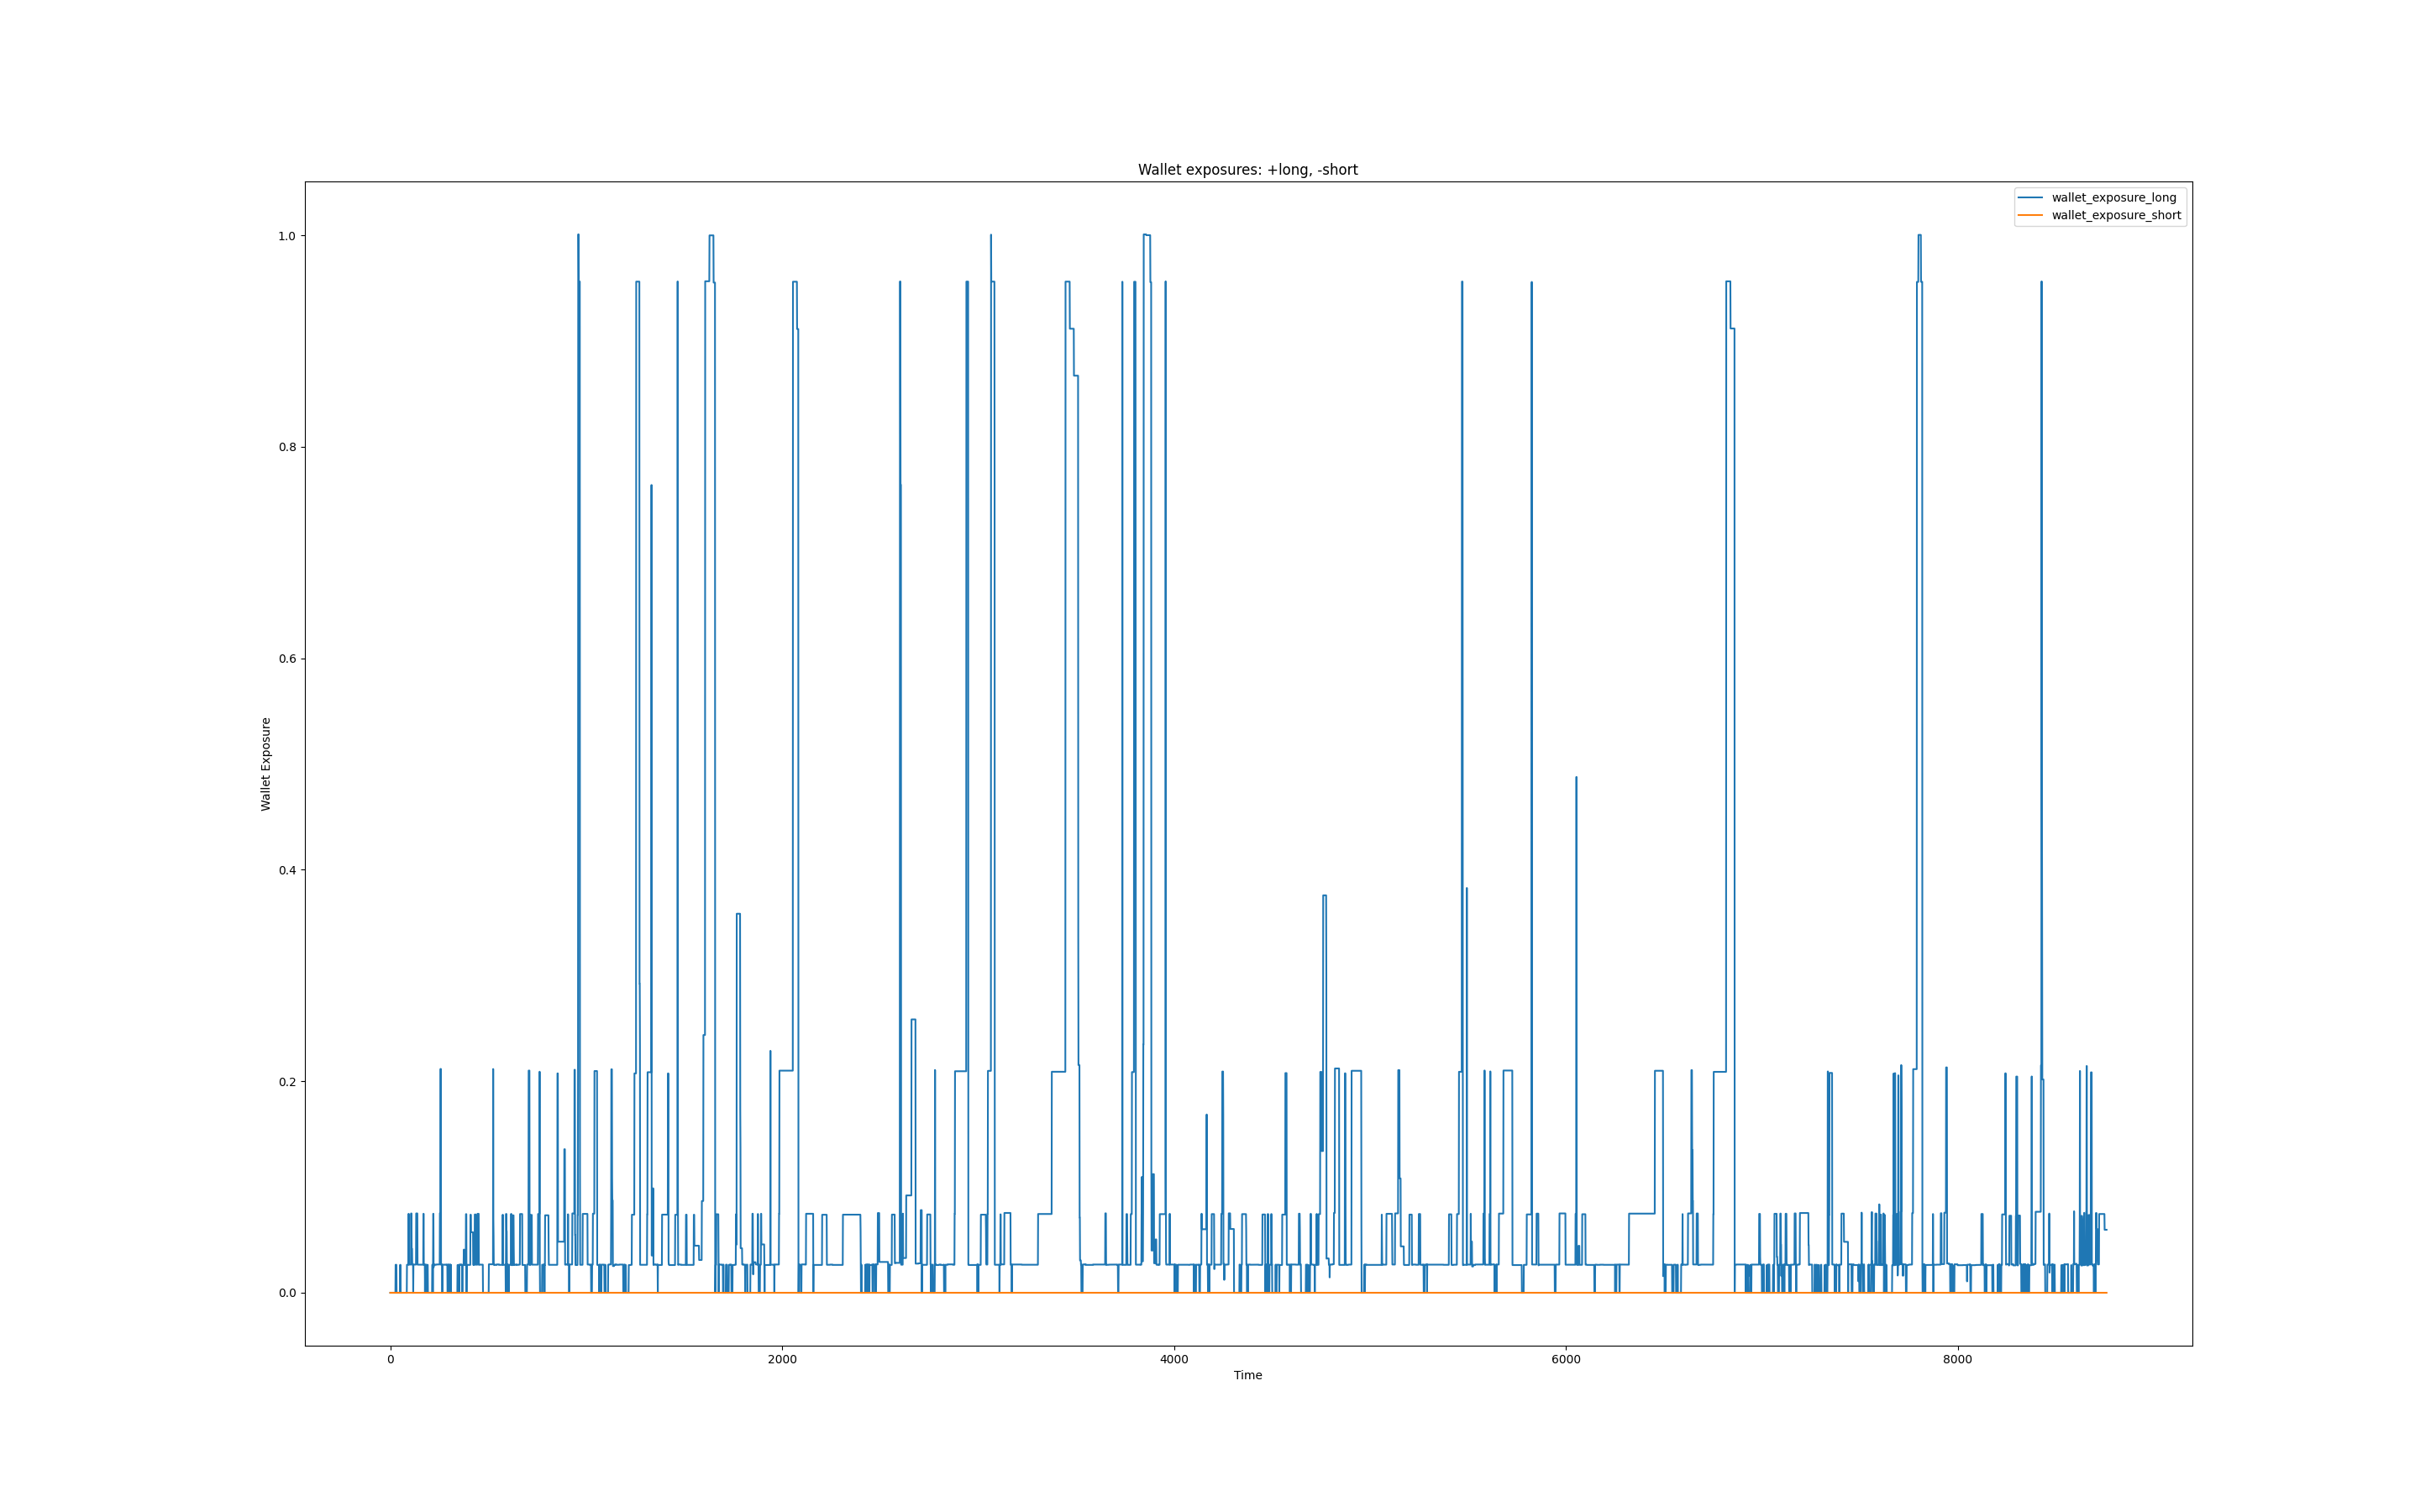 Wallet exposures: +long, -short
wallet_exposure_long
wallet_exposure_short
1.0
0.8
0.6
0.4
0.2
0.0
Wallet Exposure
0 2000 4000 6000 8000
Time